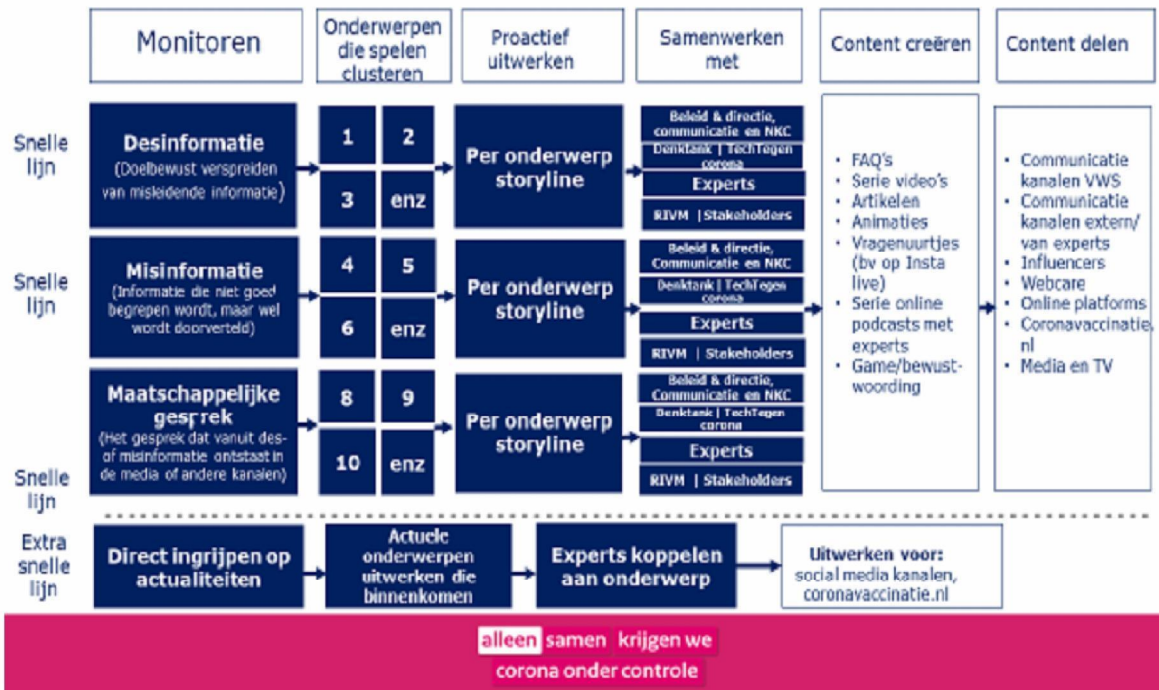 Monitoren
Onderwerpen
die spelen
clusteren
Proactief
uitwerken
Samenwerken
met
Content creëren
Content delen
Snelle
lijn
Desinformatie
(Doelbewust verspreiden
van misleidende informatie)
1
2
3
enz
Per onderwerp
storyline
Beleid & directie,
communicatie en NKC
Denktank | TechTegen
corona
Experts
RIVM | Stakeholders
Snelle
lijn
Misinformatie
(Informatie die niet goed
begrepen wordt, maar wel
wordt doorverteld)
4
5
6
enz
Per onderwerp
storyline
Beleid & directie,
Communicatie en NKC
Denktank | TechTegen
corona
Experts
RIVM | Stakeholders
Snelle
lijn
Maatschappelijke
gesprek
(Het gesprek dat vanuit des-
of misinformatie ontstaat in
de media of andere kanalen)
8
9
10
enz
Per onderwerp
storyline
Beleid & directie,
Communicatie en NKC
Denktank | TechTegen
corona
Experts
RIVM | Stakeholders
• FAQ's
• Serie video's
• Artikelen
• Animaties
• Vragenuurtjes
(bv op Insta
live)
• Serie online
podcasts met
experts
• Game/bewust-
woording
• Communicatie
kanalen VWS
• Communicatie
kanalen extern/
van experts
• Influencers
• Webcare
• Online platforms
• Coronavaccinatie.
nl
• Media en TV
Extra
snelle
lijn
Direct ingrijpen op
actualiteiten
Actuele
onderwerpen
uitwerken die
binnenkomen
Experts koppelen
aan onderwerp
Uitwerken voor:
social media kanalen,
coronavaccinatie.nl
alleen samen krijgen we
corona onder controle